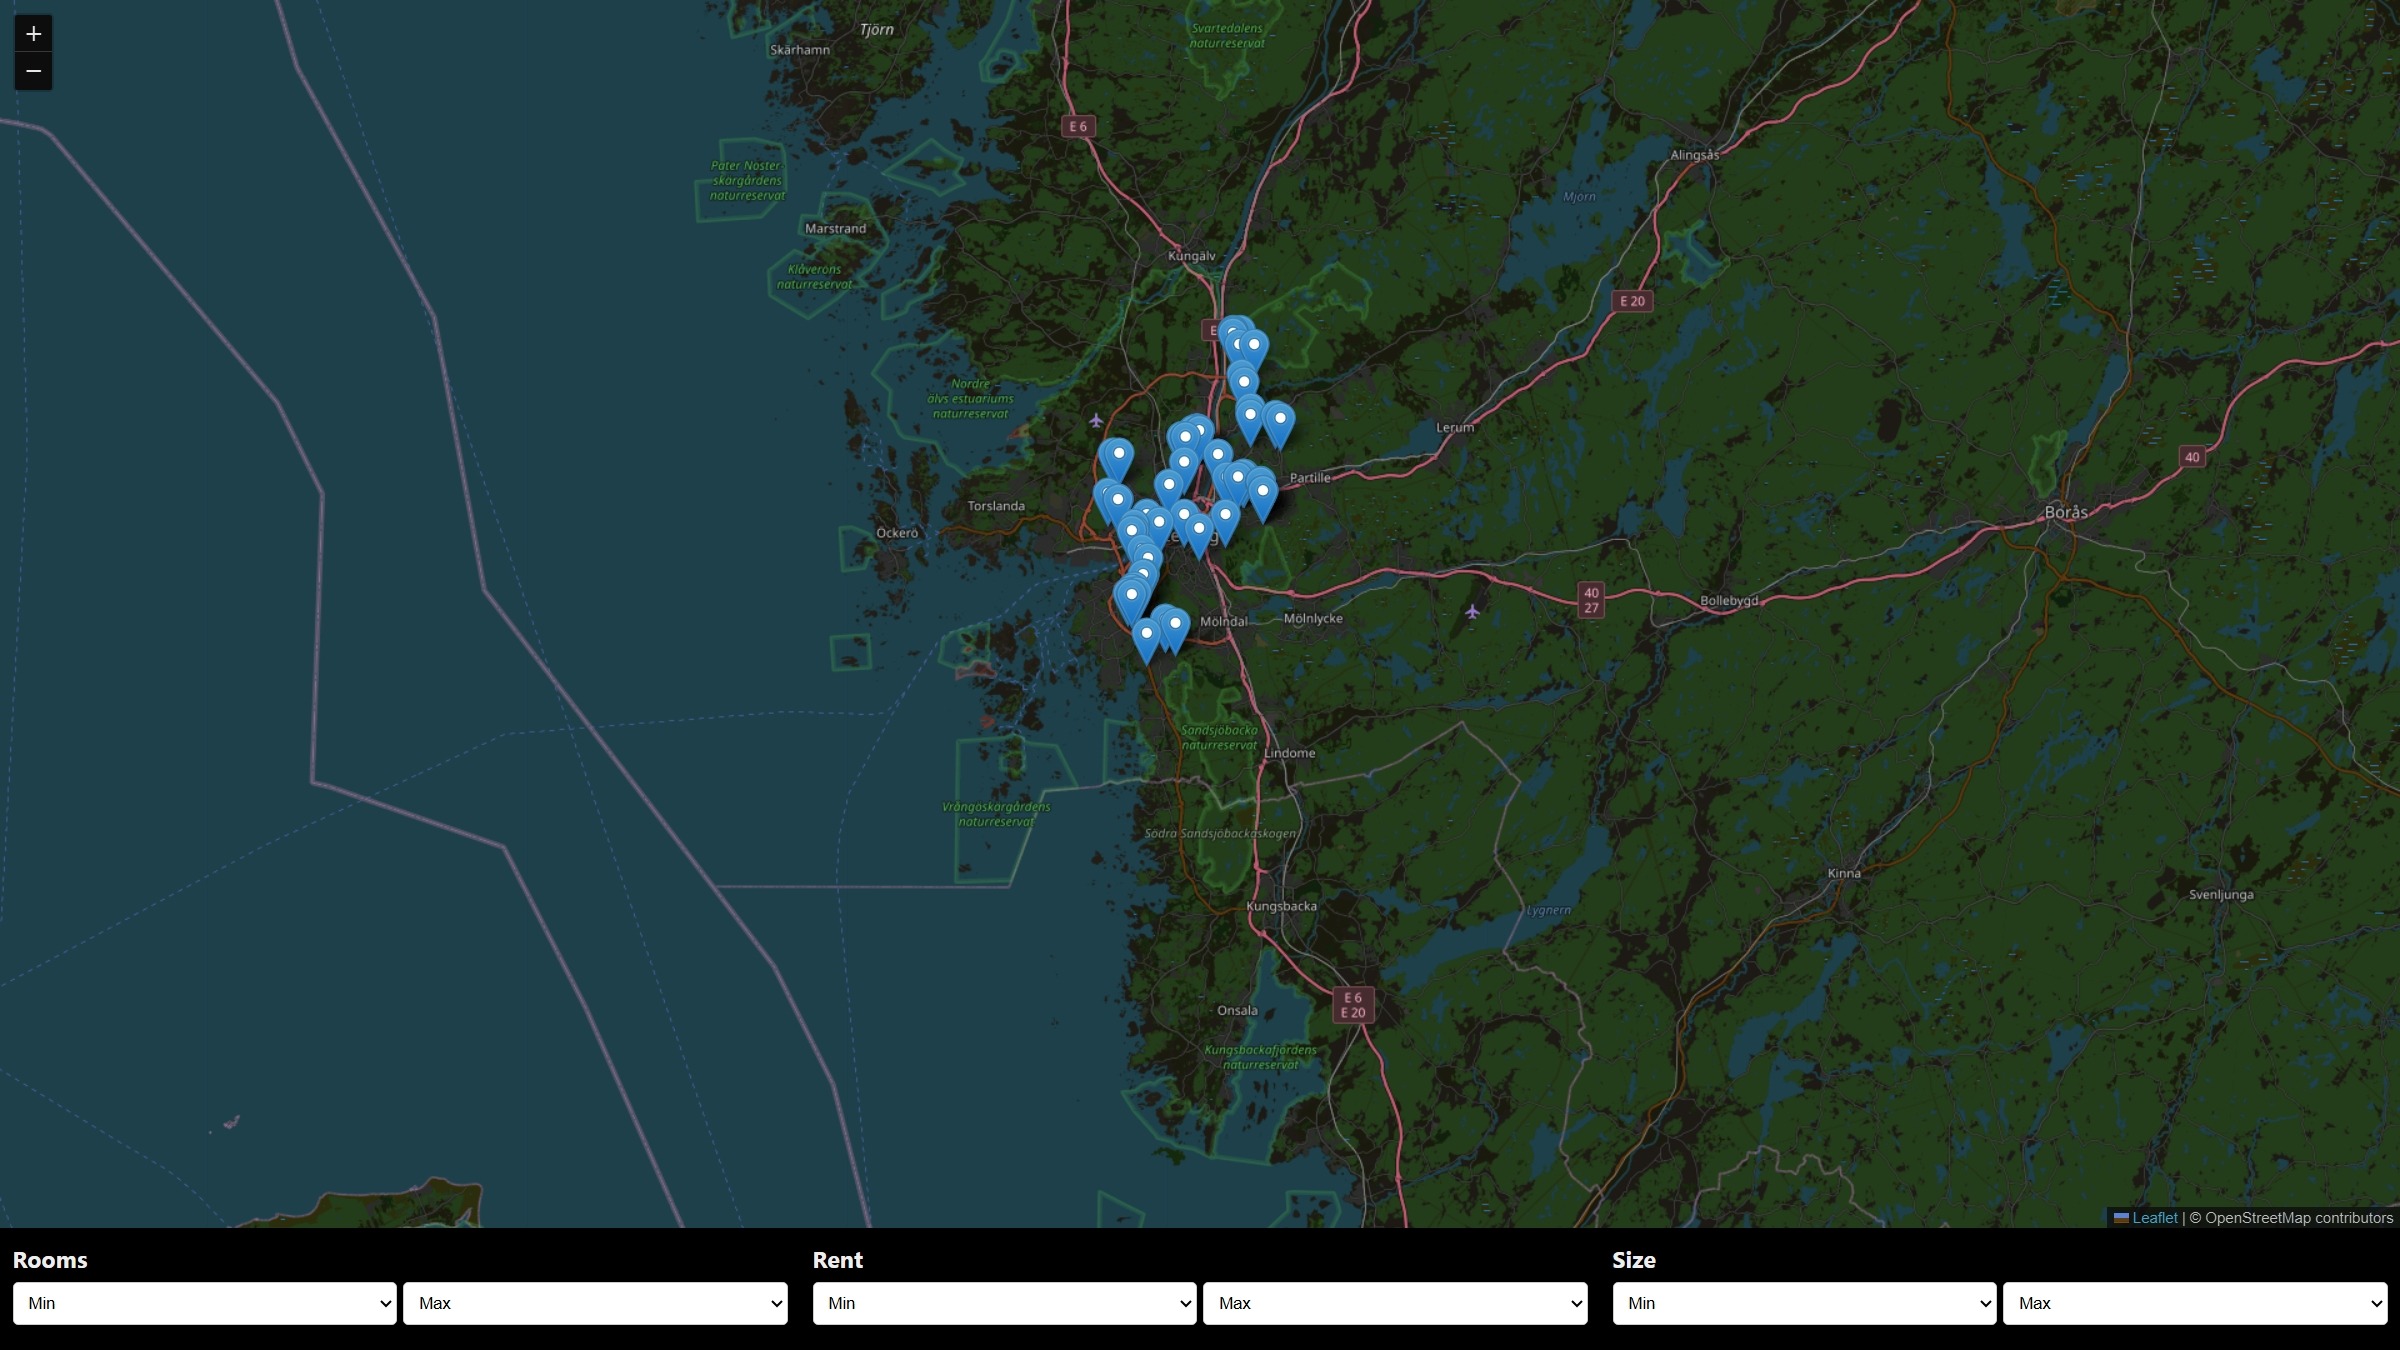 +
−
Tjörn
Skärhamn
Svartedalens
naturreservat
E 6
Alingsås
Pater Noster-
skärgårdens
naturreservat
Mjörn
Marstrand
Kungälv
Klåveröns
naturreservat
E 20
E
Nordre
älvs estuariums
naturreservat
Lerum
40
Partille
Torslanda
Borås
Öckerö
40
27
Bollebygd
Mölndal
Mölnlycke
Sandsjöbacka
naturreservat
Lindome
Vrångöskärgårdens
naturreservat
Södra Sandsjöbackaskogen
Kinna
Svenljunga
Kungsbacka
Lygnern
E 6
E 20
Onsala
Kungsbackafjordens
naturreservat
Leaflet | © OpenStreetMap contributors
Rooms
Min
Max
Rent
Min
Max
Size
Min
Max